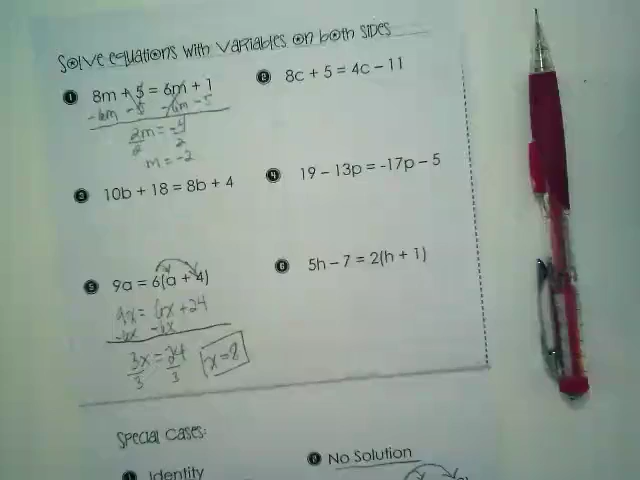 Solve equations with variables on both sides
1 8m + 5 = 6m + 1
-6m -5 -6m -5
2m = -4
2 2
m = -2
2 8c + 5 = 4c - 11
3 10b + 18 = 8b + 4
4 19 - 13p = -17p - 5
5 9a = 6(a + 4)
9x = 6x + 24
-6x -6x
3x = 24
3 3
x = 8
6 5h - 7 = 2(h + 1)
Special Cases:
Identity
No Solution